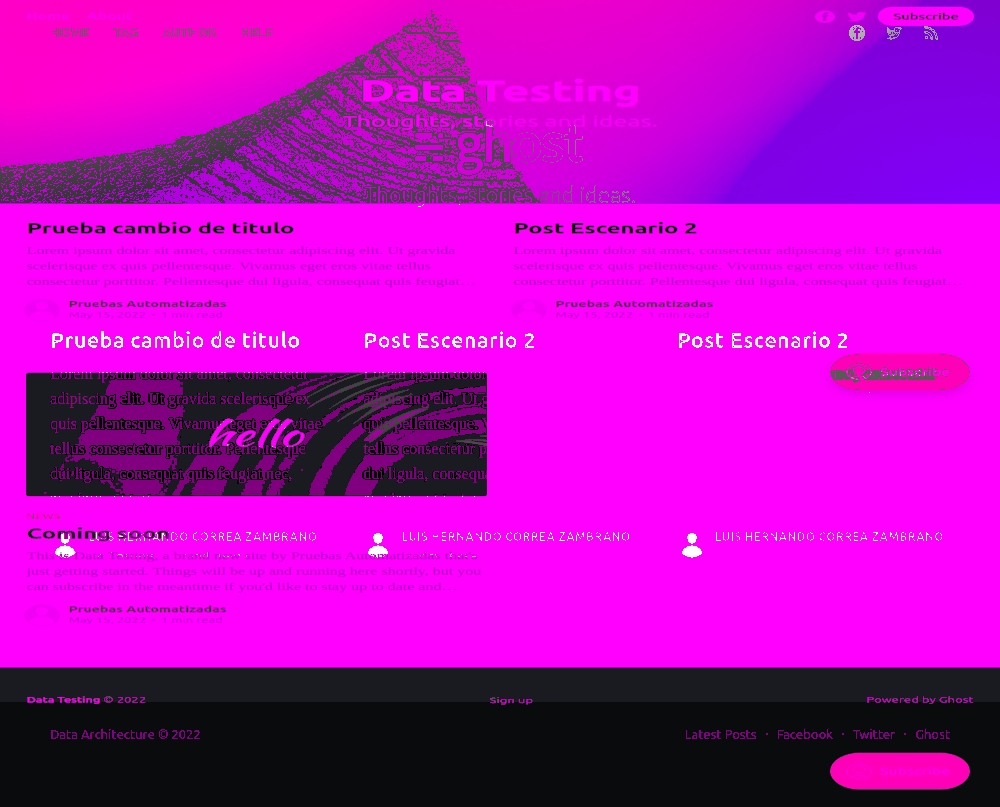 Subscribe
Data Testing
Thoughts, stories and ideas.
ghost
Thoughts, stories and ideas.
Prueba cambio de titulo
Lorem ipsum dolor sit amet, consectetur adipiscing elit. Ut gravida
scelerisque ex quis pellentesque. Vivamus eget eros vitae tellus
consectetur portitor. Pellentesque dui ligula, consequat quis feugiat...
Pruebas Automatizadas
May 15, 2022 • 1 min read
Post Escenario 2
Lorem ipsum dolor sit amet, consectetur adipiscing elit. Ut gravida
scelerisque ex quis pellentesque. Vivamus eget eros vitae tellus
consectetur portitor. Pellentesque dui ligula, consequat quis feugiat...
Pruebas Automatizadas
May 15, 2022 • 1 min read
Prueba cambio de titulo
Post Escenario 2
Post Escenario 2
Lorem ipsum dolor sit amet, consectetur
adipiscing elit. Ut gravida scelerisque ex
quis pellentesque. Vivamus eget eros vitae
tellus consectetur portitor. Pellentesque
dui ligula, consequat quis feugiat nec,
Lorem ipsum dolor
adipiscing elit. Ut
quis pellentesque.
tellus consectetur p
dui ligula, consequ
hello
News
Coming soon
This is Data Testing, a brand new site by Pruebas Automatizadas
just getting started. Things will be up and running here shortly, but you
can subscribe in the meantime if you'd like to stay up to date and...
Pruebas Automatizadas
May 15, 2022 • 1 min read
LUIS HERNANDO CORREA ZAMBRANO
LUIS HERNANDO CORREA ZAMBRANO
LUIS HERNANDO CORREA ZAMBRANO
Data Testing © 2022
Sign up
Powered by Ghost
Data Architecture © 2022
Latest Posts • Facebook • Twitter • Ghost
Subscribe